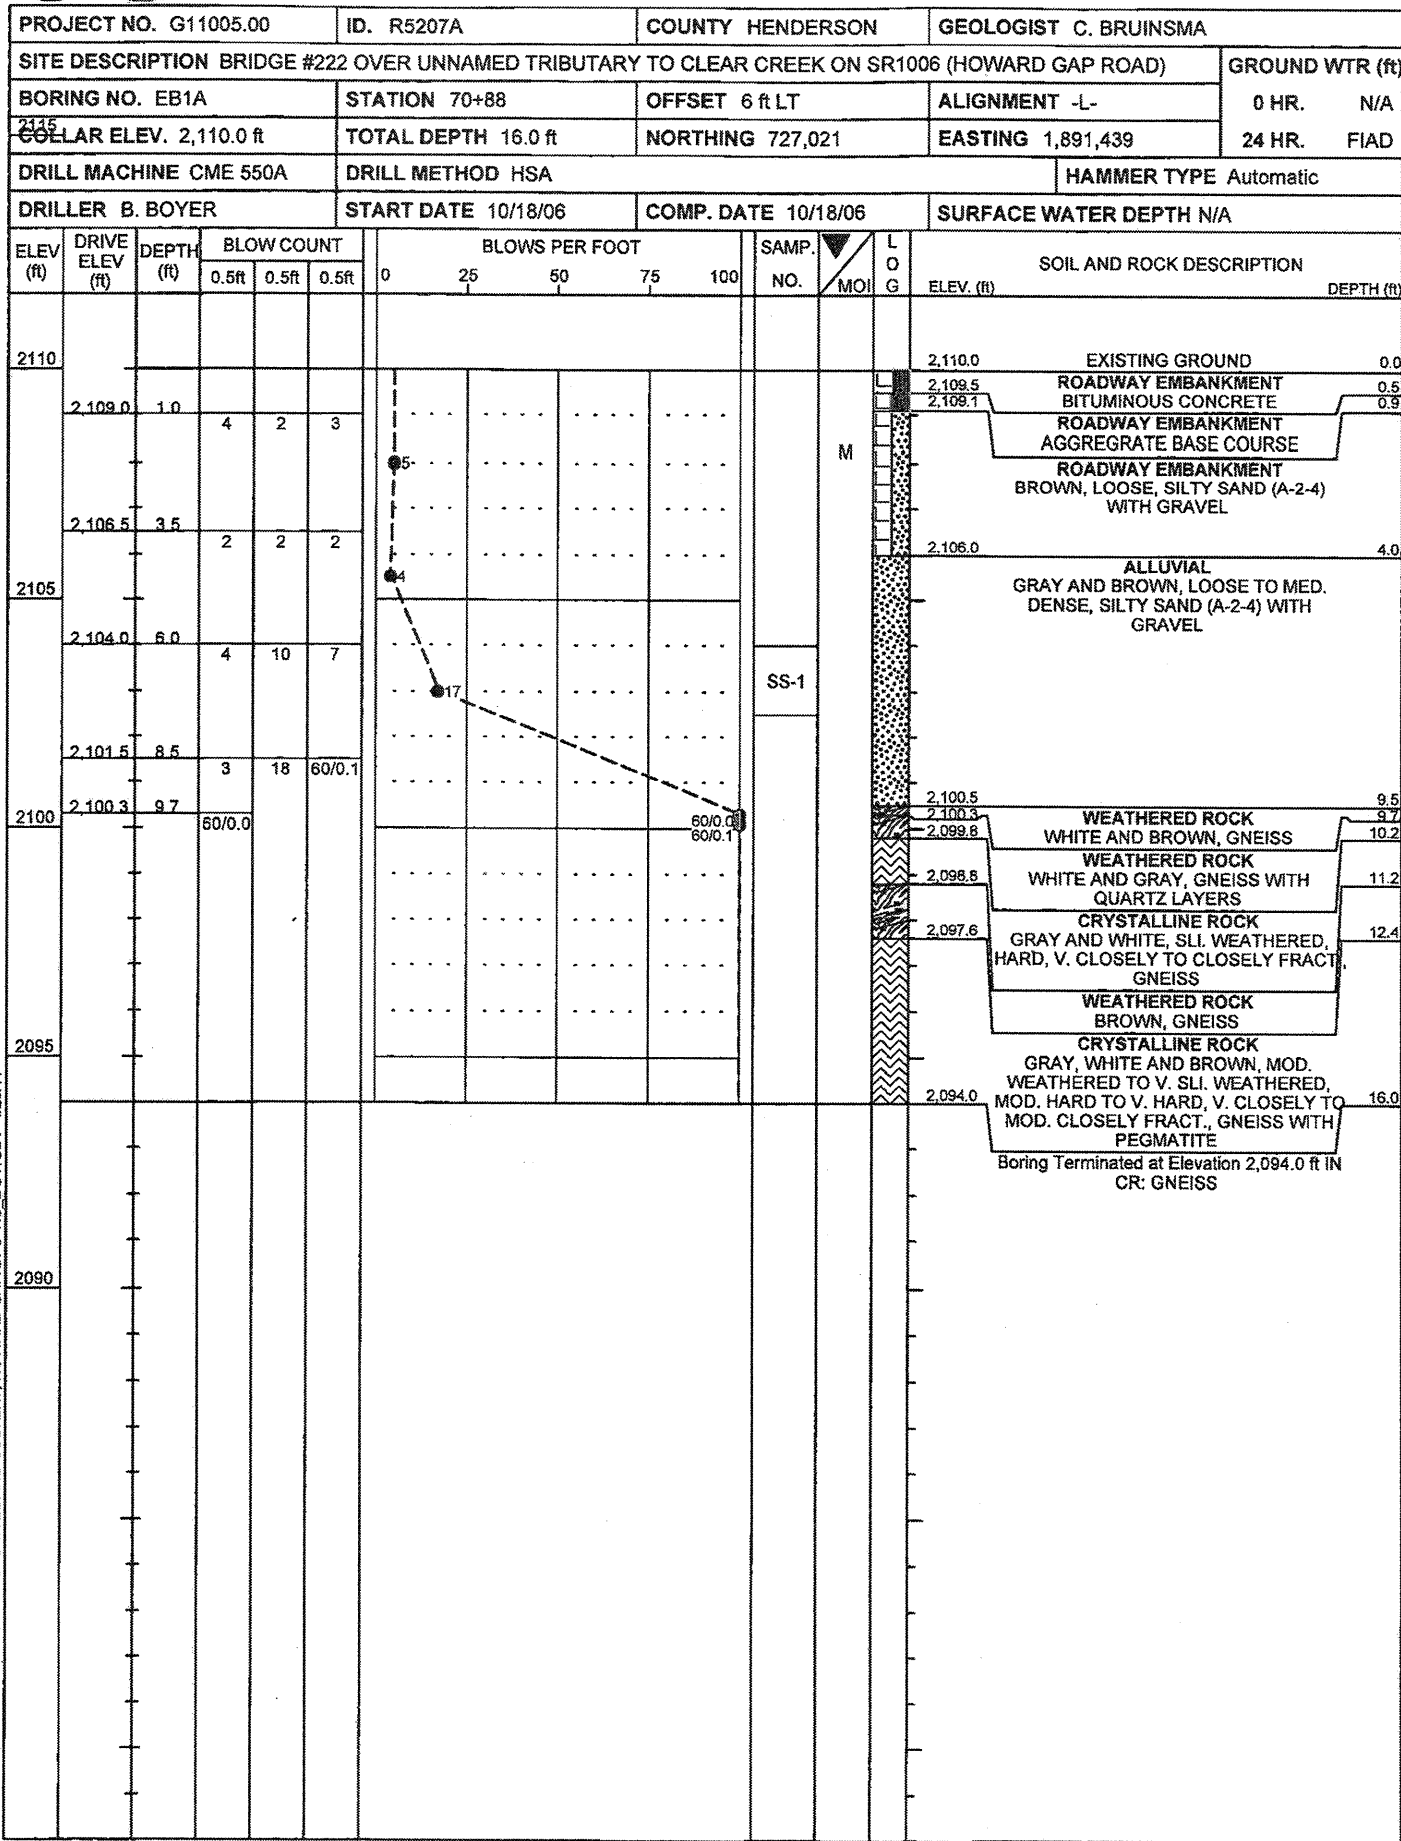 PROJECT NO. G11005.00 ID. R5207A COUNTY HENDERSON GEOLOGIST C. BRUINSMA
SITE DESCRIPTION BRIDGE #222 OVER UNNAMED TRIBUTARY TO CLEAR CREEK ON SR1006 (HOWARD GAP ROAD) GROUND WTR (ft)
BORING NO. EB1A STATION 70+88 OFFSET 6 ft LT ALIGNMENT -L- 0 HR. N/A
2115
COLLAR ELEV. 2,110.0 ft TOTAL DEPTH 16.0 ft NORTHING 727,021 EASTING 1,891,439 24 HR. FIAD
DRILL MACHINE CME 550A DRILL METHOD HSA HAMMER TYPE Automatic
DRILLER B. BOYER START DATE 10/18/06 COMP. DATE 10/18/06 SURFACE WATER DEPTH N/A
ELEV (ft) DRIVE ELEV (ft) DEPTH (ft) BLOW COUNT BLOWS PER FOOT SAMP. NO. MOI LOG SOIL AND ROCK DESCRIPTION
0.5ft 0.5ft 0.5ft 0 25 50 75 100 ELEV. (ft) DEPTH (ft)
2110 2,110.0 EXISTING GROUND 0.0
2,109.5 ROADWAY EMBANKMENT 0.5
2,109.1 BITUMINOUS CONCRETE 0.9
2,109.0 1.0 4 2 3
ROADWAY EMBANKMENT
AGGREGRATE BASE COURSE
5 M
ROADWAY EMBANKMENT
BROWN, LOOSE, SILTY SAND (A-2-4)
WITH GRAVEL
2,106.5 3.5 2 2 2
2,106.0 4.0
4
ALLUVIAL
GRAY AND BROWN, LOOSE TO MED.
DENSE, SILTY SAND (A-2-4) WITH
GRAVEL
2105
2,104.0 6.0 4 10 7
SS-1
17
2,101.5 8.5 3 18 60/0.1
2,100.5 9.5
2,100.3 9.7 60/0.0
60/0.0
60/0.1
2100
2,100.3 WEATHERED ROCK 9.7
2,099.8 WHITE AND BROWN, GNEISS 10.2
WEATHERED ROCK
2,098.8 WHITE AND GRAY, GNEISS WITH 11.2
QUARTZ LAYERS
CRYSTALLINE ROCK
2,097.6 GRAY AND WHITE, SLI. WEATHERED, 12.4
HARD, V. CLOSELY TO CLOSELY FRACT.,
GNEISS
WEATHERED ROCK
BROWN, GNEISS
2095
CRYSTALLINE ROCK
GRAY, WHITE AND BROWN, MOD.
WEATHERED TO V. SLI. WEATHERED,
2,094.0 MOD. HARD TO V. HARD, V. CLOSELY TO 16.0
MOD. CLOSELY FRACT., GNEISS WITH
PEGMATITE
Boring Terminated at Elevation 2,094.0 ft IN
CR: GNEISS
2090